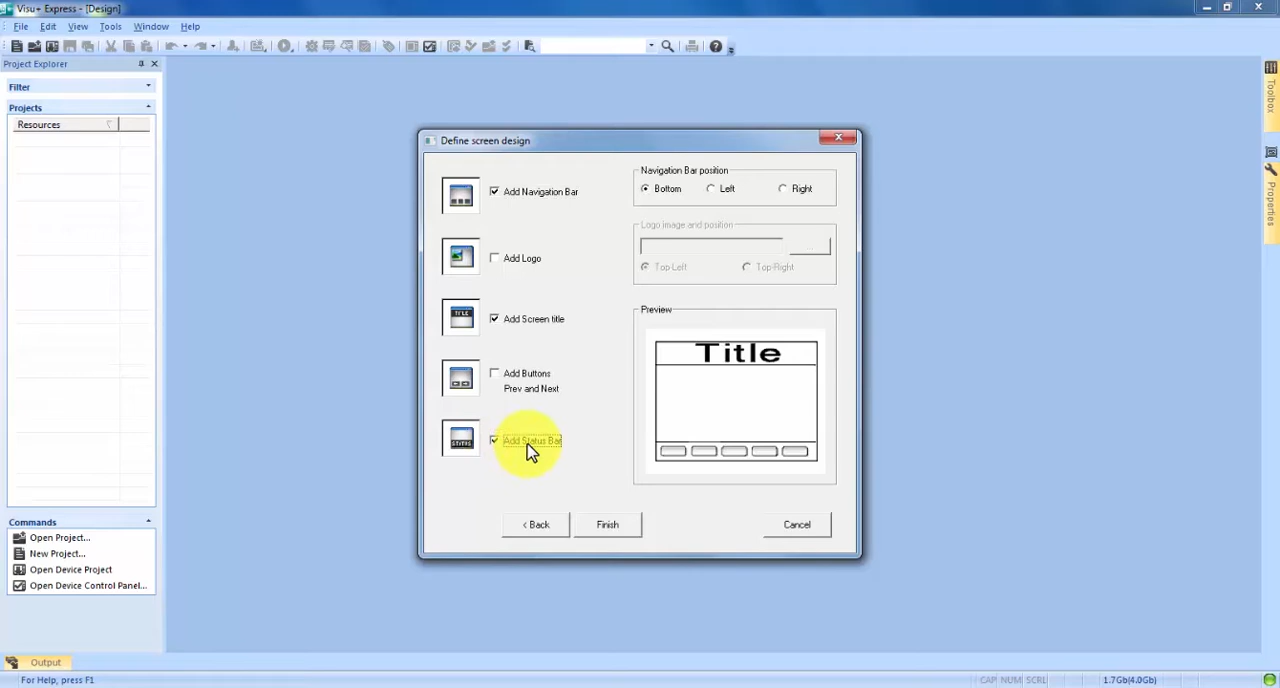 Visu+ Express - [Design]
File Edit View Tools Window Help
Project Explorer
Filter
Projects
Resources
Commands
Open Project...
New Project...
Open Device Project
Open Device Control Panel...
Define screen design
Add Navigation Bar
Add Logo
TITLE
Add Screen title
Add Buttons
Prev and Next
STATUS
Add Status Bar
Navigation Bar position
Bottom Left Right
Logo image and position
...
Top-Left Top-Right
Preview
Title
< Back Finish Cancel
Toolbox
Properties
Output
For Help, press F1
CAP NUM SCRL 1.7Gb(4.0Gb)